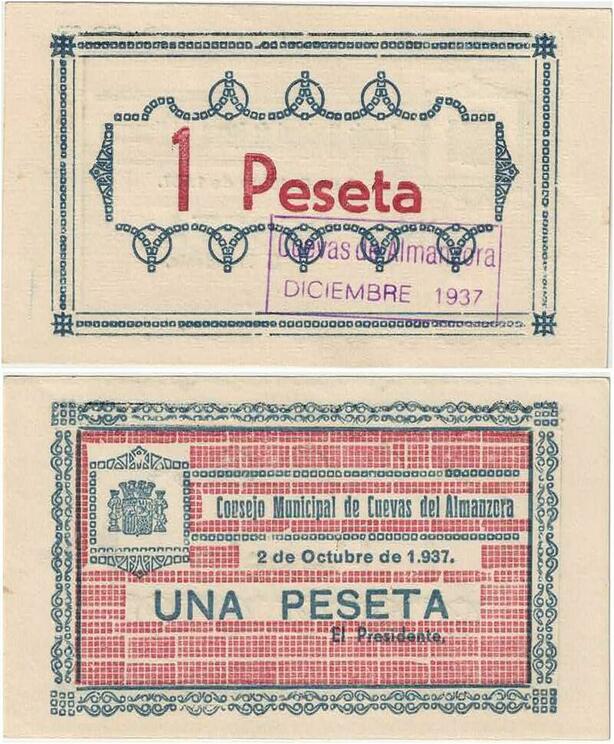 1 Peseta
Cuevas de Almanzora
DICIEMBRE 1937
Consejo Municipal de Cuevas del Almanzora
2 de Octubre de 1.937.
UNA PESETA
El Presidente,